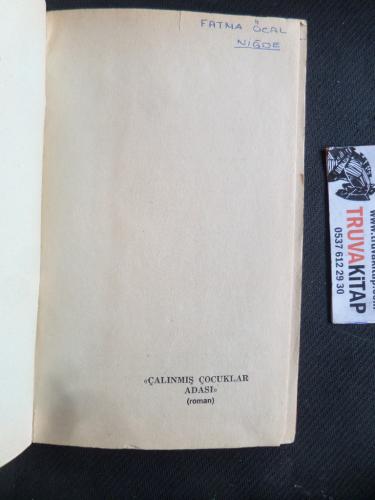 FATMA ÖCAL
NİĞDE
«ÇALINMIŞ ÇOCUKLAR
ADASI»
(roman)
TRUVAKİTAP
0537 612 29 30